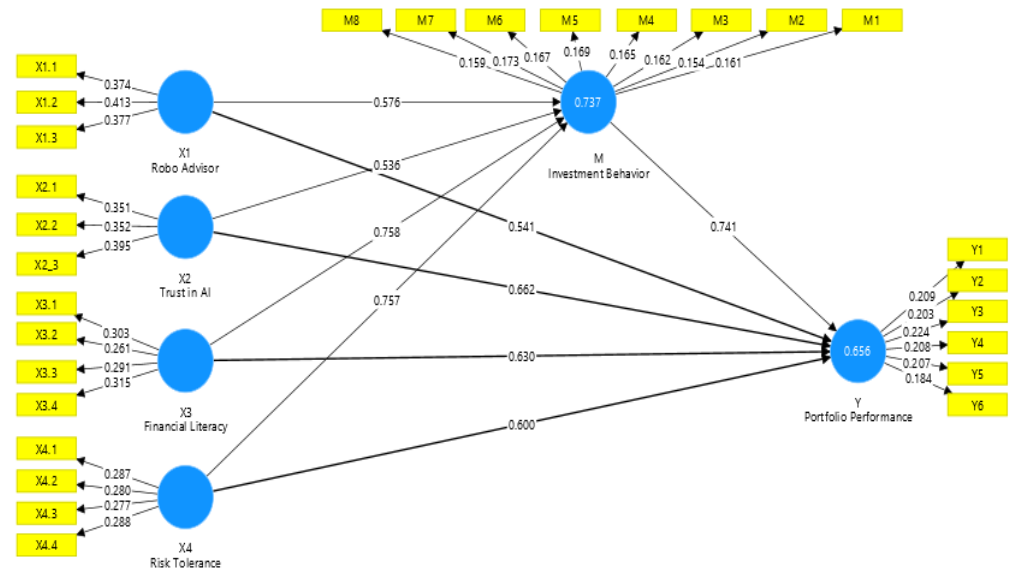 M8
M7
M6
M5
M4
M3
M2
M1
0.159
0.173
0.167
0.169
0.165
0.162
0.154
0.161
X1.1
X1.2
X1.3
0.374
0.413
0.377
X1
Robo Advisor
0.576
0.737
M
Investment Behavior
0.536
X2.1
X2.2
X2_3
0.351
0.352
0.395
X2
Trust in AI
0.758
0.541
0.741
0.662
0.757
X3.1
X3.2
X3.3
X3.4
0.303
0.261
0.291
0.315
X3
Financial Literacy
0.630
0.600
Y1
Y2
Y3
Y4
Y5
Y6
0.209
0.203
0.224
0.208
0.207
0.184
0.656
Y
Portfolio Performance
X4.1
X4.2
X4.3
X4.4
0.287
0.280
0.277
0.288
X4
Risk Tolerance